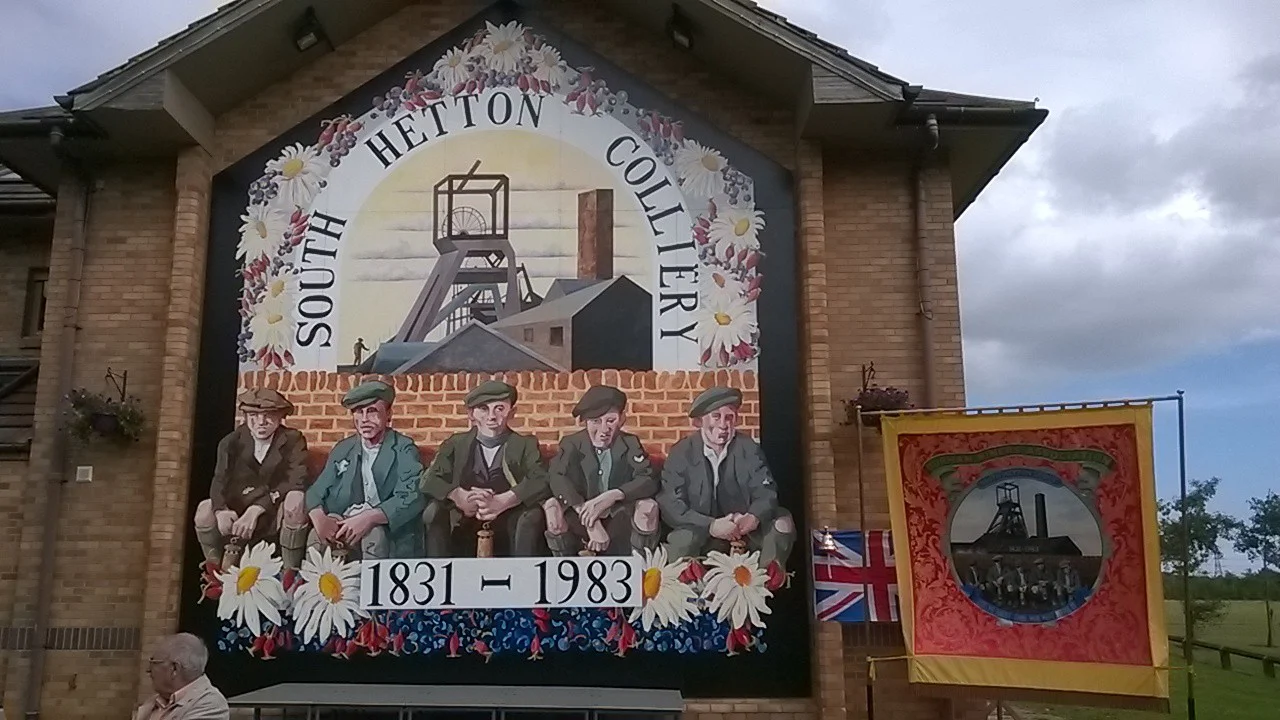 SOUTH HETTON COLLIERY
1831 - 1983